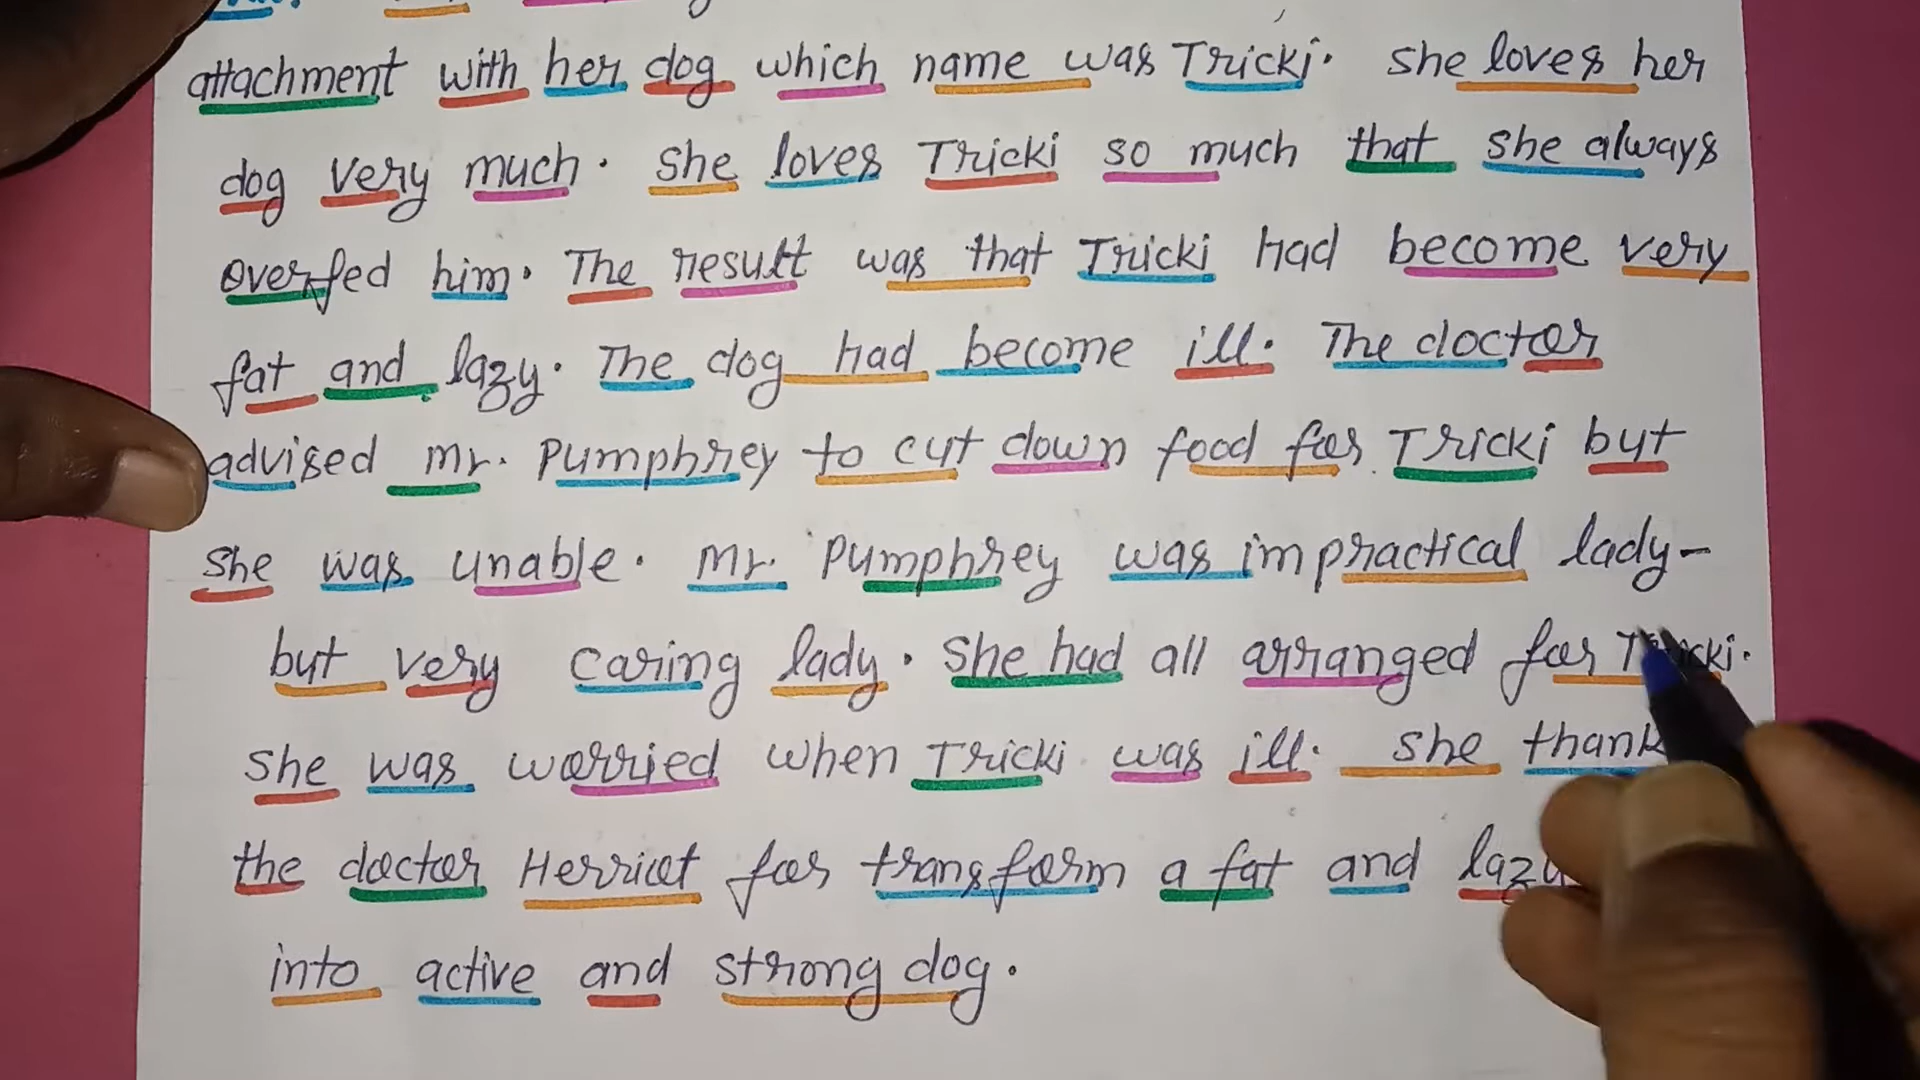 attachment with her dog which name was Tricki. She loves her
dog very much. She loves Tricki so much that she always
overfed him. The result was that Tricki had become very
fat and lazy. The dog had become ill. The doctor
advised Mr. Pumphrey to cut down food for Tricki but
she was unable. Mr. Pumphrey was impractical lady-
but very caring lady. She had all arranged for Tricki.
She was worried when Tricki was ill. She thank
the doctor Herriot for transform a fat and lazy
into active and strong dog.